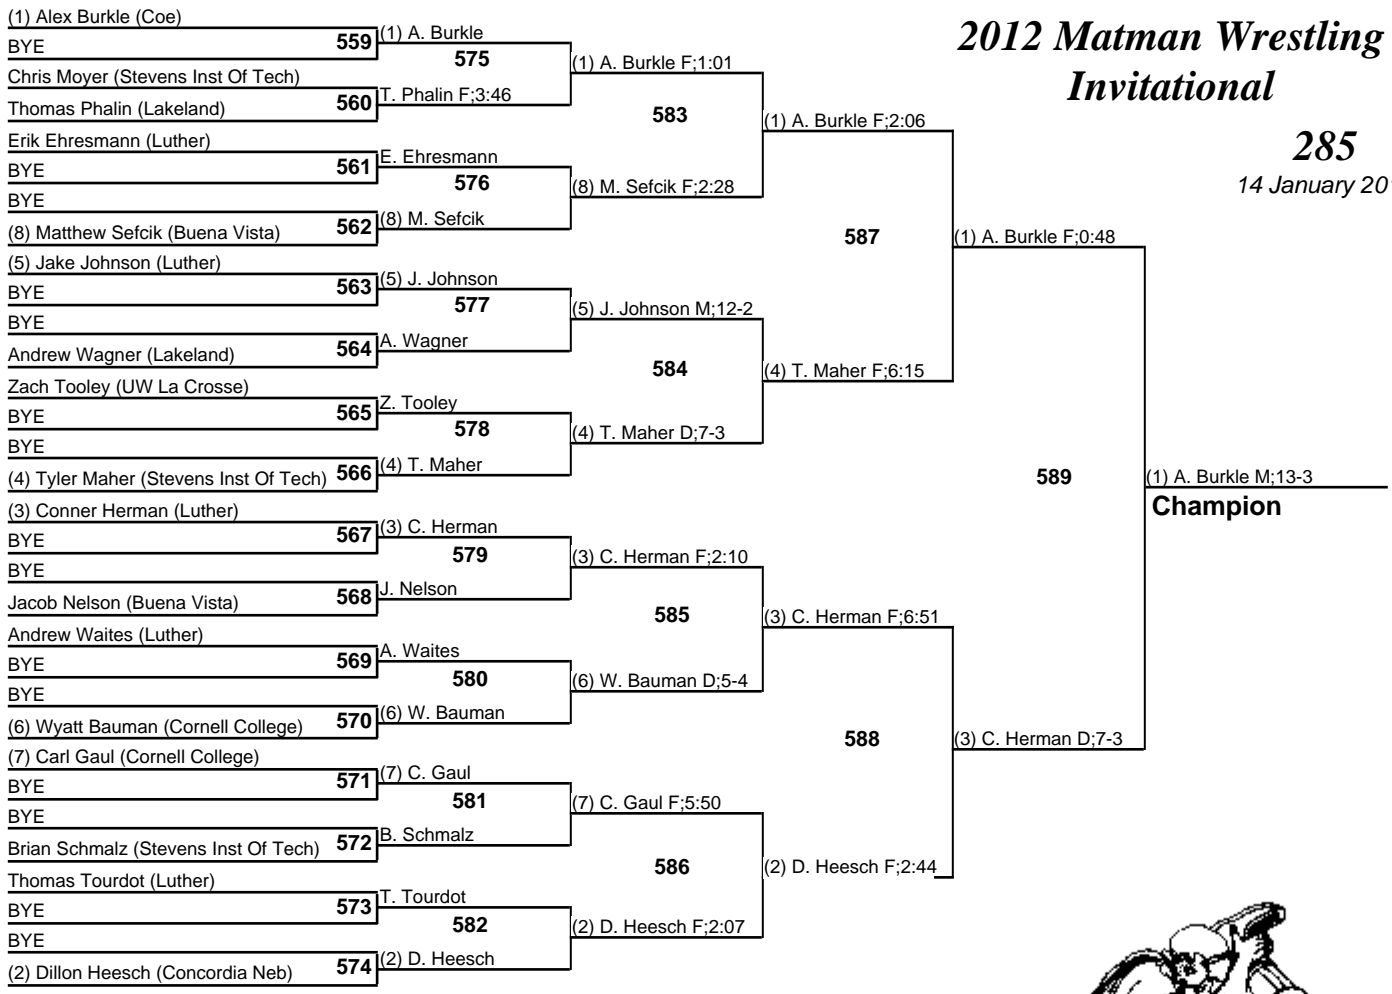 2012 Matman Wrestling
Invitational
285
14 January 20
(1) Alex Burkle (Coe)
BYE
559
Chris Moyer (Stevens Inst Of Tech)
Thomas Phalin (Lakeland)
560
Erik Ehresmann (Luther)
BYE
561
BYE
(8) Matthew Sefcik (Buena Vista)
562
(5) Jake Johnson (Luther)
BYE
563
BYE
Andrew Wagner (Lakeland)
564
Zach Tooley (UW La Crosse)
BYE
565
BYE
(4) Tyler Maher (Stevens Inst Of Tech)
566
(3) Conner Herman (Luther)
BYE
567
BYE
Jacob Nelson (Buena Vista)
568
Andrew Waites (Luther)
BYE
569
BYE
(6) Wyatt Bauman (Cornell College)
570
(7) Carl Gaul (Cornell College)
BYE
571
BYE
Brian Schmalz (Stevens Inst Of Tech)
572
Thomas Tourdot (Luther)
BYE
573
BYE
(2) Dillon Heesch (Concordia Neb)
574
(1) A. Burkle
575
T. Phalin F;3:46
E. Ehresmann
576
(8) M. Sefcik
(5) J. Johnson
577
A. Wagner
Z. Tooley
578
(4) T. Maher
(3) C. Herman
579
J. Nelson
A. Waites
580
(6) W. Bauman
(7) C. Gaul
581
B. Schmalz
T. Tourdot
582
(2) D. Heesch
(1) A. Burkle F;1:01
583
(8) M. Sefcik F;2:28
(5) J. Johnson M;12-2
584
(4) T. Maher D;7-3
(3) C. Herman F;2:10
585
(6) W. Bauman D;5-4
(7) C. Gaul F;5:50
586
(2) D. Heesch F;2:07
(1) A. Burkle F;2:06
587
(4) T. Maher F;6:15
(3) C. Herman F;6:51
588
(2) D. Heesch F;2:44
(1) A. Burkle F;0:48
589
(3) C. Herman D;7-3
(1) A. Burkle M;13-3
Champion